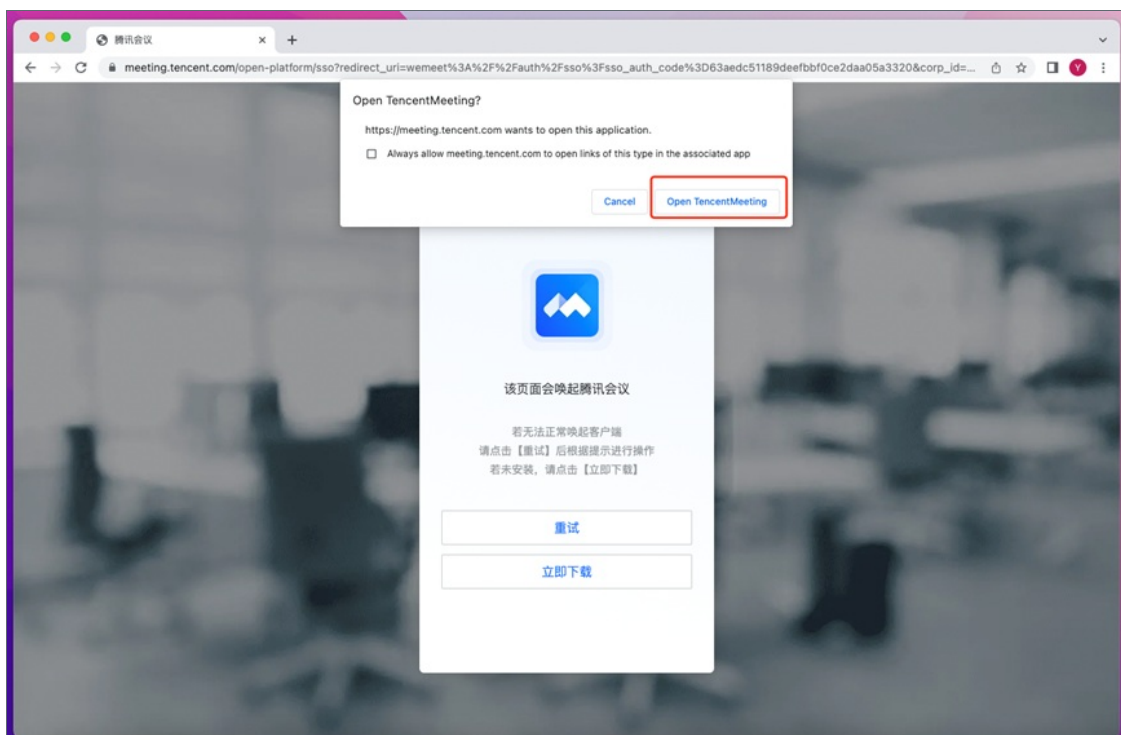 腾讯会议
meeting.tencent.com/open-platform/sso?redirect_uri=wemeet%3A%2F%2Fauth%2Fsso%3Fsso_auth_code%3D63aedc51189deefbbf0ce2daa05a3320&corp_id=...
Y
Open TencentMeeting?
https://meeting.tencent.com wants to open this application.
Always allow meeting.tencent.com to open links of this type in the associated app
Cancel Open TencentMeeting
该页面会唤起腾讯会议
若无法正常唤起客户端
请点击【重试】后根据提示进行操作
若未安装，请点击【立即下载】
重试
立即下载